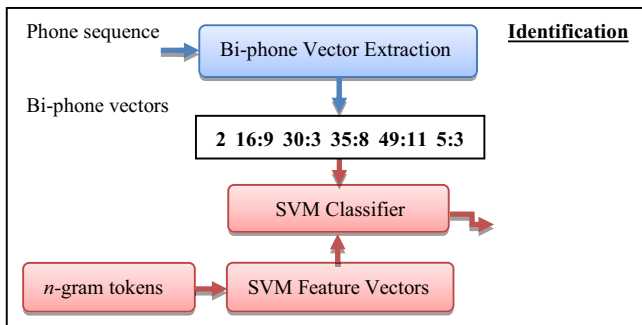 Phone sequence
Identification
Bi-phone Vector Extraction
Bi-phone vectors
2 16:9 30:3 35:8 49:11 5:3
SVM Classifier
n-gram tokens
SVM Feature Vectors